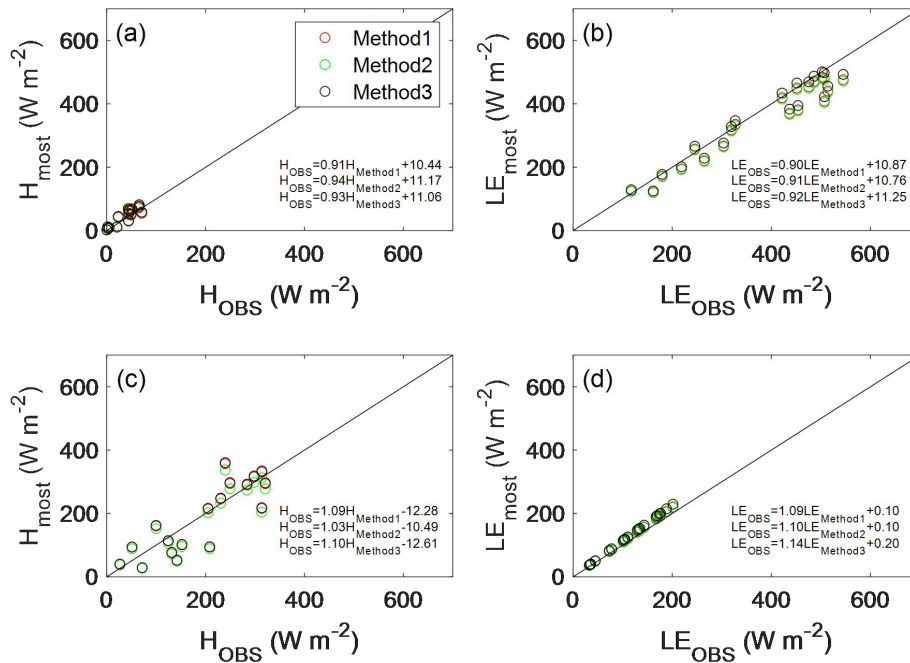 (a)
Method1
Method2
Method3
H_OBS=0.91H_Method1+10.44
H_OBS=0.94H_Method2+11.17
H_OBS=0.93H_Method3+11.06
600
400
200
0
H_most (W m^-2)
0 200 400 600
H_OBS (W m^-2)
(b)
LE_OBS=0.90LE_Method1+10.87
LE_OBS=0.91LE_Method2+10.76
LE_OBS=0.92LE_Method3+11.25
600
400
200
0
LE_most (W m^-2)
0 200 400 600
LE_OBS (W m^-2)
(c)
H_OBS=1.09H_Method1-12.28
H_OBS=1.03H_Method2-10.49
H_OBS=1.10H_Method3-12.61
600
400
200
0
H_most (W m^-2)
0 200 400 600
H_OBS (W m^-2)
(d)
LE_OBS=1.09LE_Method1+0.10
LE_OBS=1.10LE_Method2+0.10
LE_OBS=1.14LE_Method3+0.20
600
400
200
0
LE_most (W m^-2)
0 200 400 600
LE_OBS (W m^-2)